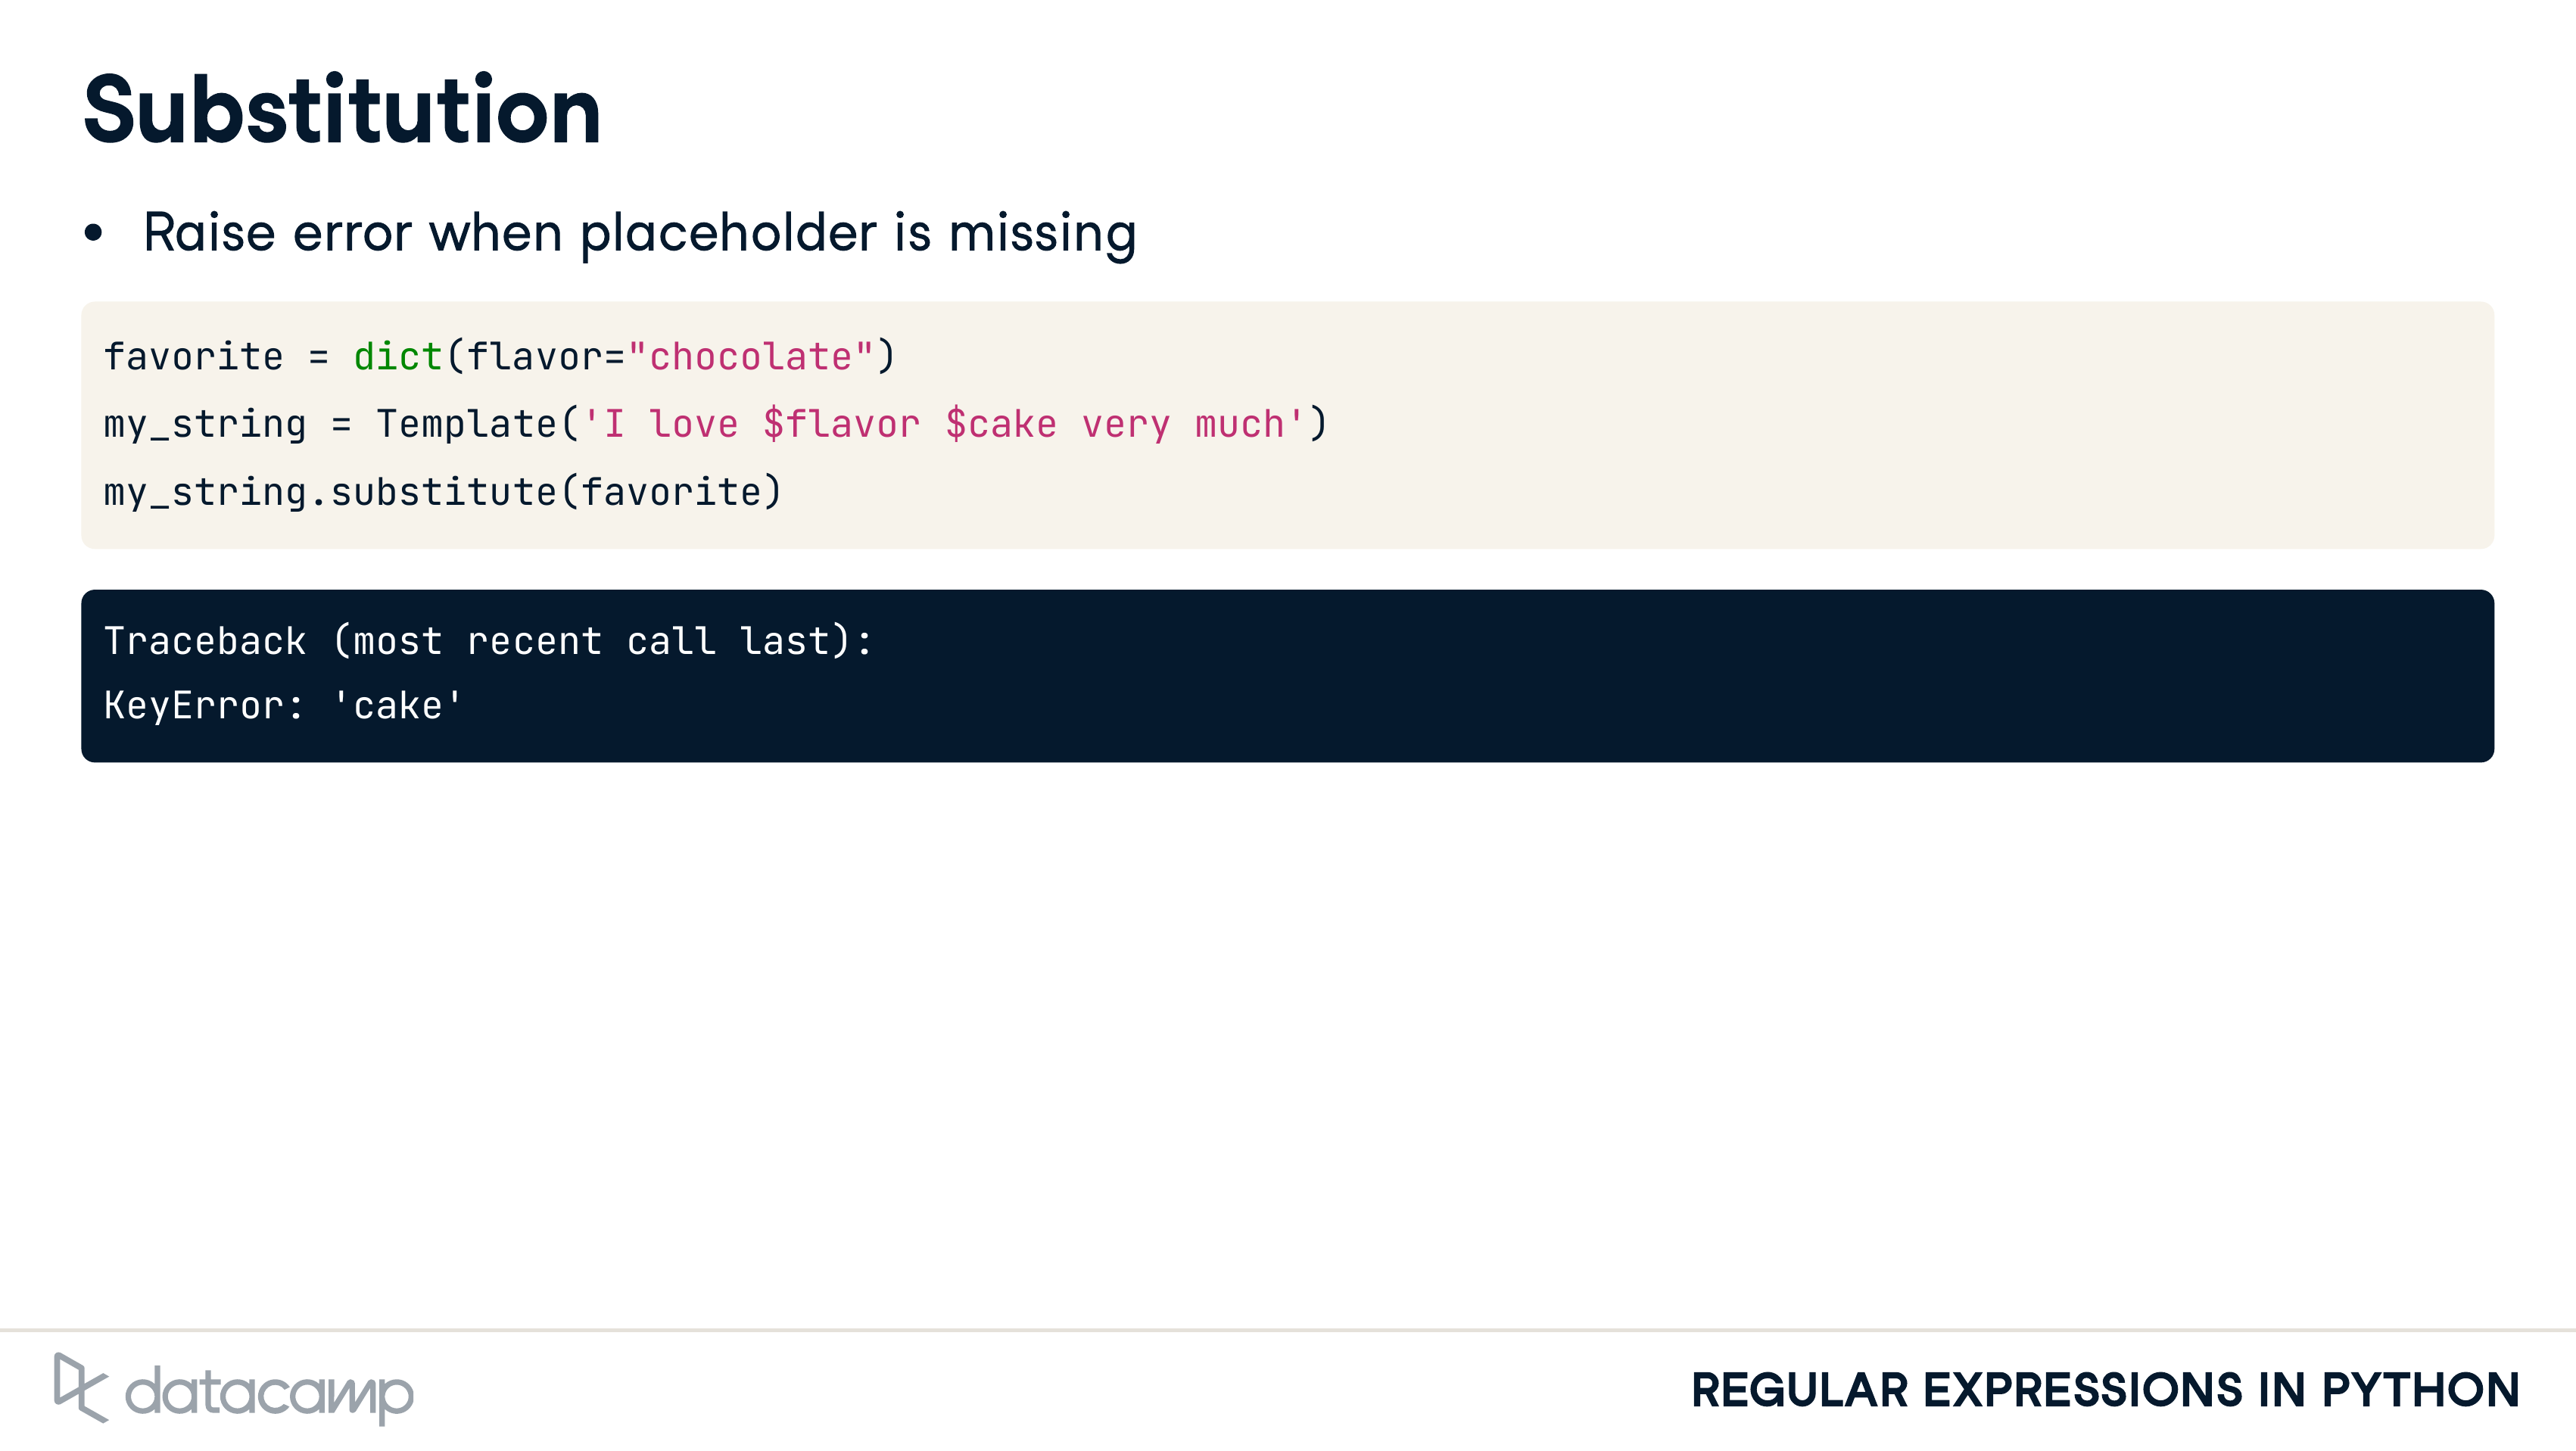 Substitution
• Raise error when placeholder is missing
favorite = dict(flavor="chocolate")
my_string = Template('I love $flavor $cake very much')
my_string.substitute(favorite)
Traceback (most recent call last):
KeyError: 'cake'
datacamp
REGULAR EXPRESSIONS IN PYTHON